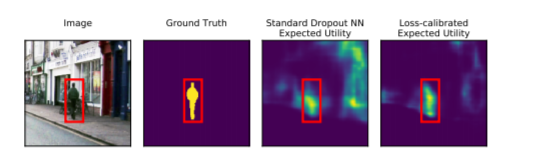 Image
Ground Truth
Standard Dropout NN
Expected Utility
Loss-calibrated
Expected Utility